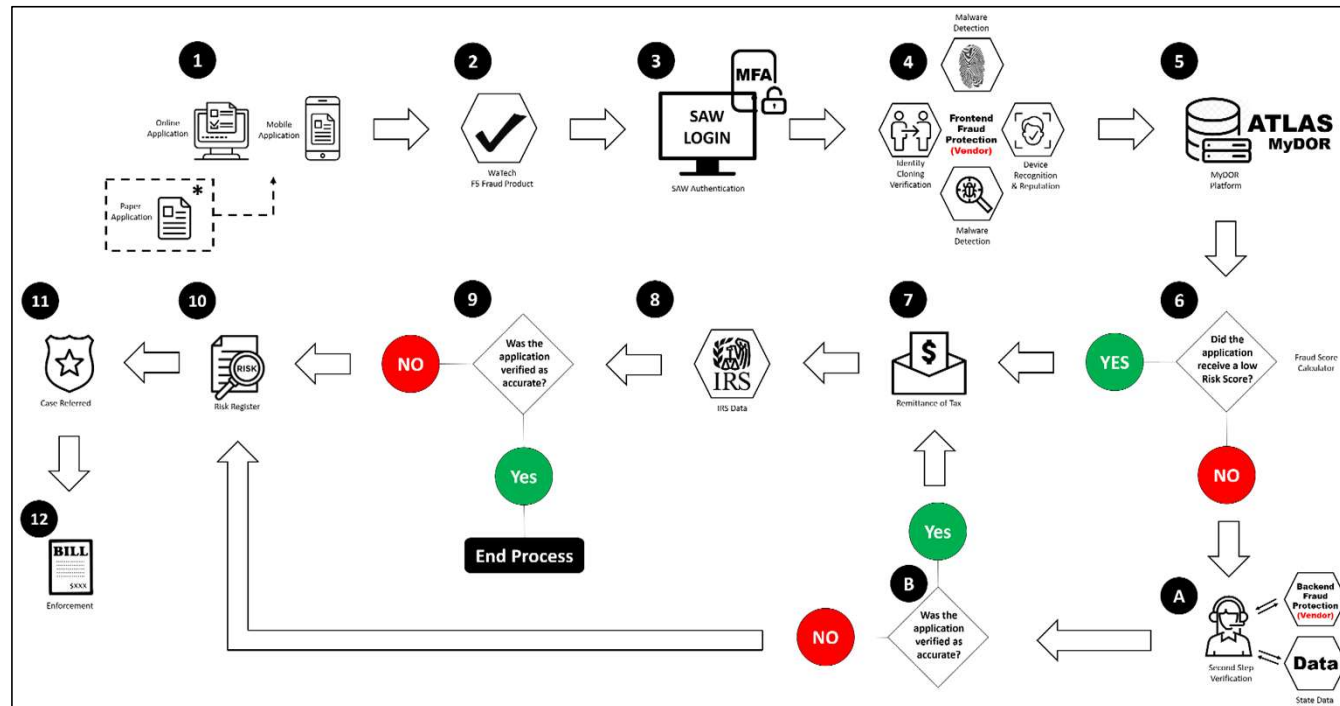 1
Online
Application
Mobile
Application
Paper
Application
*
2
WaTech
F5 Fraud Product
3
MFA
SAW
LOGIN
SAW Authentication
4
Malware
Detection
Frontend
Fraud
Protection
(Vendor)
Identity
Cloning
Verification
Device
Recognition
& Reputation
Malware
Detection
5
ATLAS
MyDOR
MyDOR
Platform
6
Did the
application
receive a low
Risk Score?
Fraud Score
Calculator
YES
NO
7
$
Remittance of Tax
8
IRS
IRS Data
9
Was the
application
verified as
accurate?
NO
Yes
End Process
10
RISK
Risk Register
11
Case Referred
12
BILL
$XXX
Enforcement
A
Second Step
Verification
Backend
Fraud
Protection
(Vendor)
Data
State Data
B
Was the
application
verified as
accurate?
Yes
NO